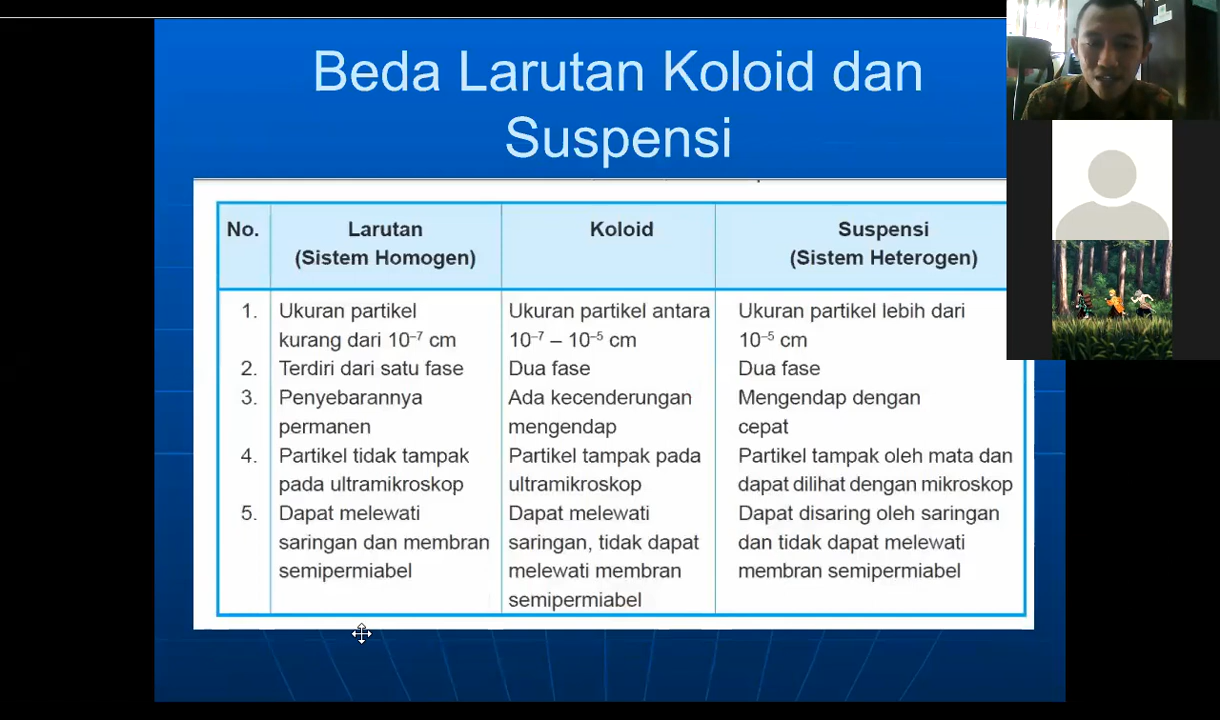 Beda Larutan Koloid dan
Suspensi
No.
Larutan
(Sistem Homogen)
Koloid
Suspensi
(Sistem Heterogen)
1.
Ukuran partikel
kurang dari 10⁻⁷ cm
Ukuran partikel antara
10⁻⁷ – 10⁻⁵ cm
Ukuran partikel lebih dari
10⁻⁵ cm
2.
Terdiri dari satu fase
Dua fase
Dua fase
3.
Penyebarannya
permanen
Ada kecenderungan
mengendap
Mengendap dengan
cepat
4.
Partikel tidak tampak
pada ultramikroskop
Partikel tampak pada
ultramikroskop
Partikel tampak oleh mata dan
dapat dilihat dengan mikroskop
5.
Dapat melewati
saringan dan membran
semipermiabel
Dapat melewati
saringan, tidak dapat
melewati membran
semipermiabel
Dapat disaring oleh saringan
dan tidak dapat melewati
membran semipermiabel